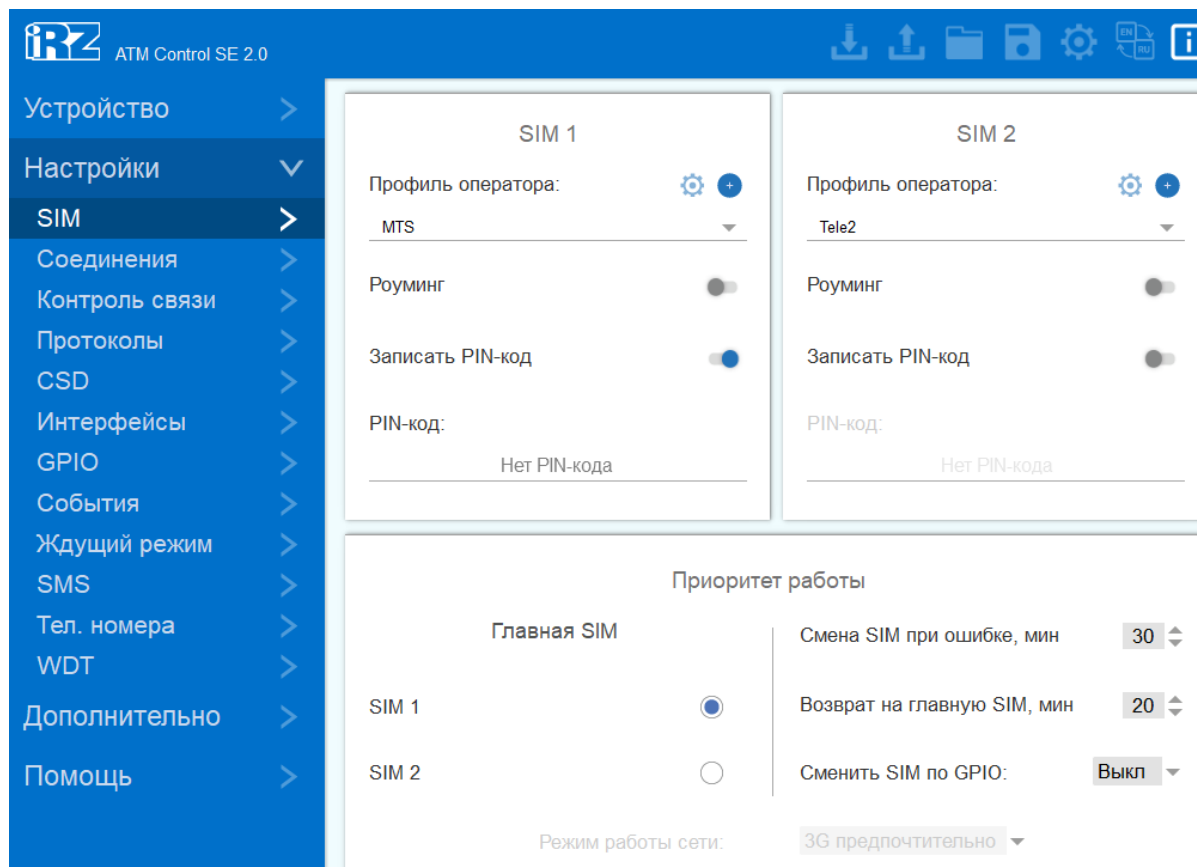 iRZ ATM Control SE 2.0
EN
RU
i
Устройство
Настройки
SIM
Соединения
Контроль связи
Протоколы
CSD
Интерфейсы
GPIO
События
Ждущий режим
SMS
Тел. номера
WDT
Дополнительно
Помощь
SIM 1
Профиль оператора:
+
MTS
Роуминг
Записать PIN-код
PIN-код:
Нет PIN-кода
SIM 2
Профиль оператора:
+
Tele2
Роуминг
Записать PIN-код
PIN-код:
Нет PIN-кода
Приоритет работы
Главная SIM
SIM 1
SIM 2
Смена SIM при ошибке, мин 30
Возврат на главную SIM, мин 20
Сменить SIM по GPIO: Выкл
Режим работы сети: 3G предпочтительно